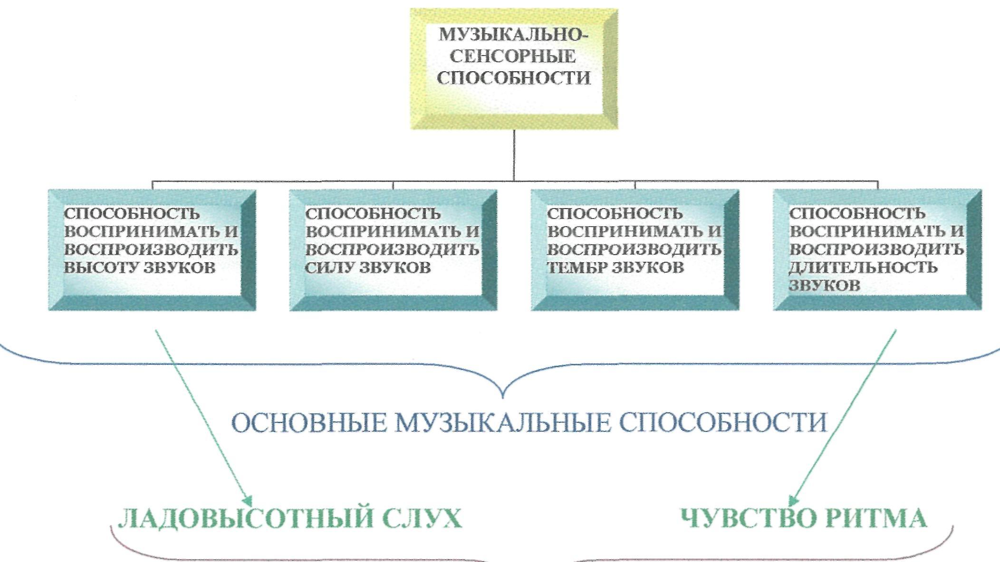 МУЗЫКАЛЬНО-
СЕНСОРНЫЕ
СПОСОБНОСТИ
СПОСОБНОСТЬ
ВОСПРИНИМАТЬ И
ВОСПРОИЗВОДИТЬ
ВЫСОТУ ЗВУКОВ
СПОСОБНОСТЬ
ВОСПРИНИМАТЬ И
ВОСПРОИЗВОДИТЬ
СИЛУ ЗВУКОВ
СПОСОБНОСТЬ
ВОСПРИНИМАТЬ И
ВОСПРОИЗВОДИТЬ
ТЕМБР ЗВУКОВ
СПОСОБНОСТЬ
ВОСПРИНИМАТЬ И
ВОСПРОИЗВОДИТЬ
ДЛИТЕЛЬНОСТЬ
ЗВУКОВ
ОСНОВНЫЕ МУЗЫКАЛЬНЫЕ СПОСОБНОСТИ
ЛАДОВЫСОТНЫЙ СЛУХ
ЧУВСТВО РИТМА